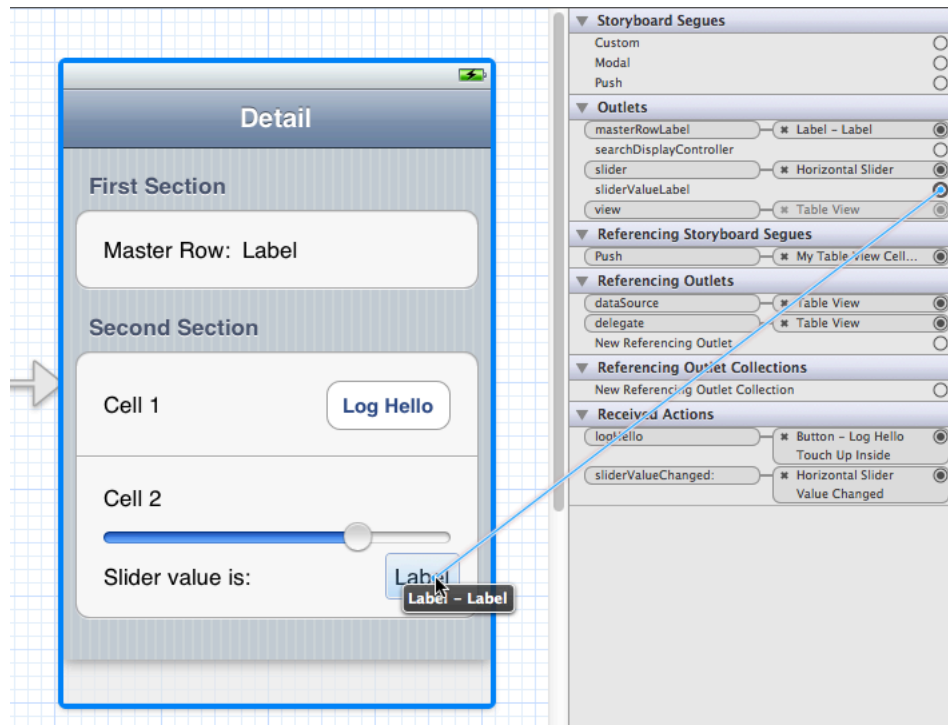 Detail
First Section
Master Row: Label
Second Section
Cell 1
Log Hello
Cell 2
Slider value is:
Label
Label – Label
Storyboard Segues
Custom
Modal
Push
Outlets
masterRowLabel
Label – Label
searchDisplayController
slider
Horizontal Slider
sliderValueLabel
view
Table View
Referencing Storyboard Segues
Push
My Table View Cell...
Referencing Outlets
dataSource
Table View
delegate
Table View
New Referencing Outlet
Referencing Outlet Collections
New Referencing Outlet Collection
Received Actions
logHello
Button – Log Hello
Touch Up Inside
sliderValueChanged:
Horizontal Slider
Value Changed